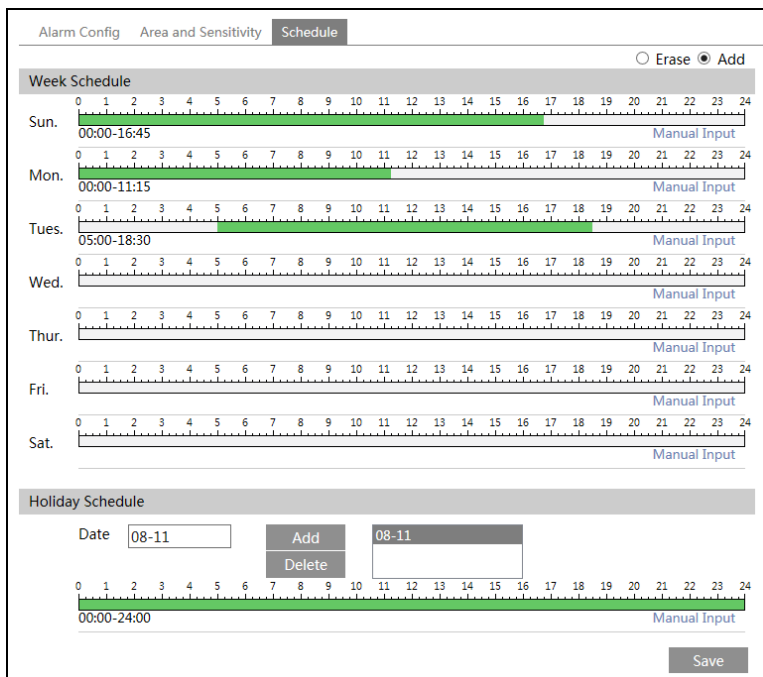 Alarm Config Area and Sensitivity Schedule
Erase Add
Week Schedule
0 1 2 3 4 5 6 7 8 9 10 11 12 13 14 15 16 17 18 19 20 21 22 23 24
Sun.
00:00-16:45 Manual Input
0 1 2 3 4 5 6 7 8 9 10 11 12 13 14 15 16 17 18 19 20 21 22 23 24
Mon.
00:00-11:15 Manual Input
0 1 2 3 4 5 6 7 8 9 10 11 12 13 14 15 16 17 18 19 20 21 22 23 24
Tues.
05:00-18:30 Manual Input
0 1 2 3 4 5 6 7 8 9 10 11 12 13 14 15 16 17 18 19 20 21 22 23 24
Wed.
Manual Input
0 1 2 3 4 5 6 7 8 9 10 11 12 13 14 15 16 17 18 19 20 21 22 23 24
Thur.
Manual Input
0 1 2 3 4 5 6 7 8 9 10 11 12 13 14 15 16 17 18 19 20 21 22 23 24
Fri.
Manual Input
0 1 2 3 4 5 6 7 8 9 10 11 12 13 14 15 16 17 18 19 20 21 22 23 24
Sat.
Manual Input
Holiday Schedule
Date 08-11 Add 08-11
Delete
0 1 2 3 4 5 6 7 8 9 10 11 12 13 14 15 16 17 18 19 20 21 22 23 24
00:00-24:00 Manual Input
Save